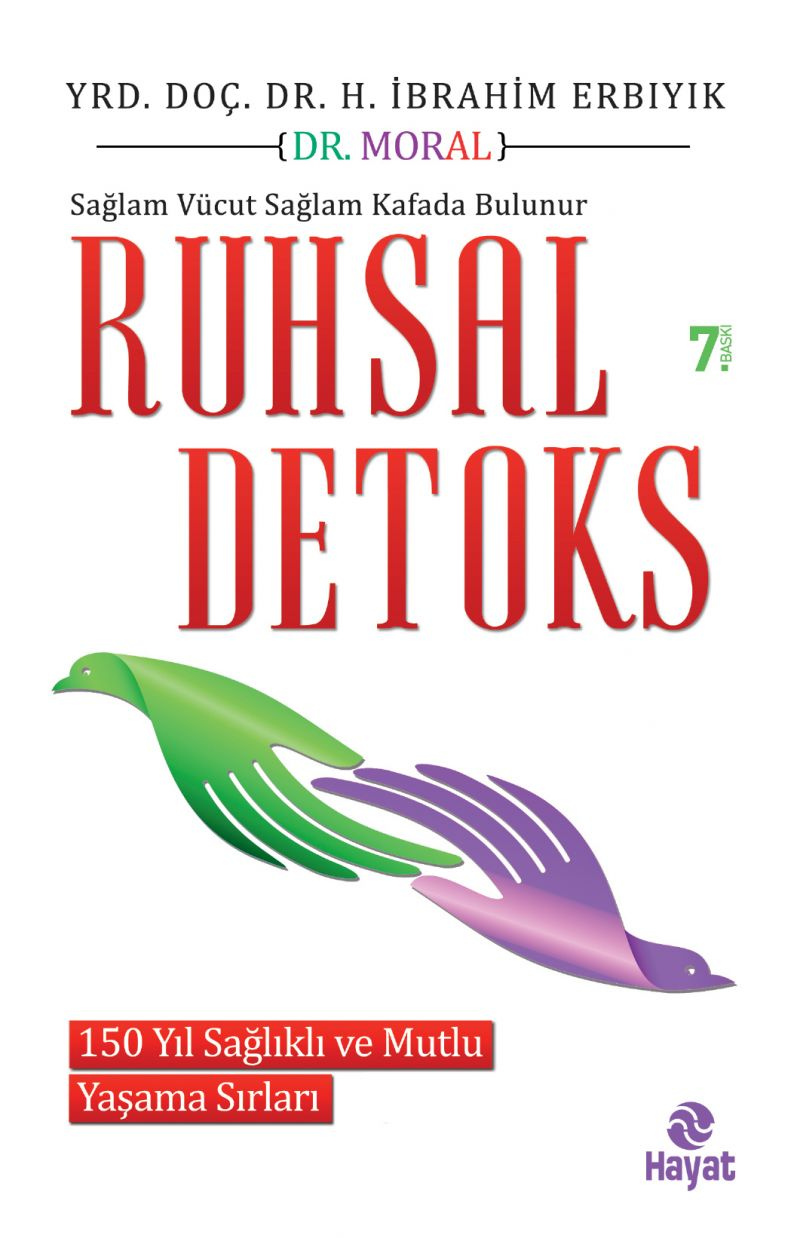 YRD. DOÇ. DR. H. İBRAHİM ERBIYIK
{DR. MORAL}
Sağlam Vücut Sağlam Kafada Bulunur
RUHSAL
7. BASKI
DETOKS
150 Yıl Sağlıklı ve Mutlu
Yaşama Sırları
Hayat